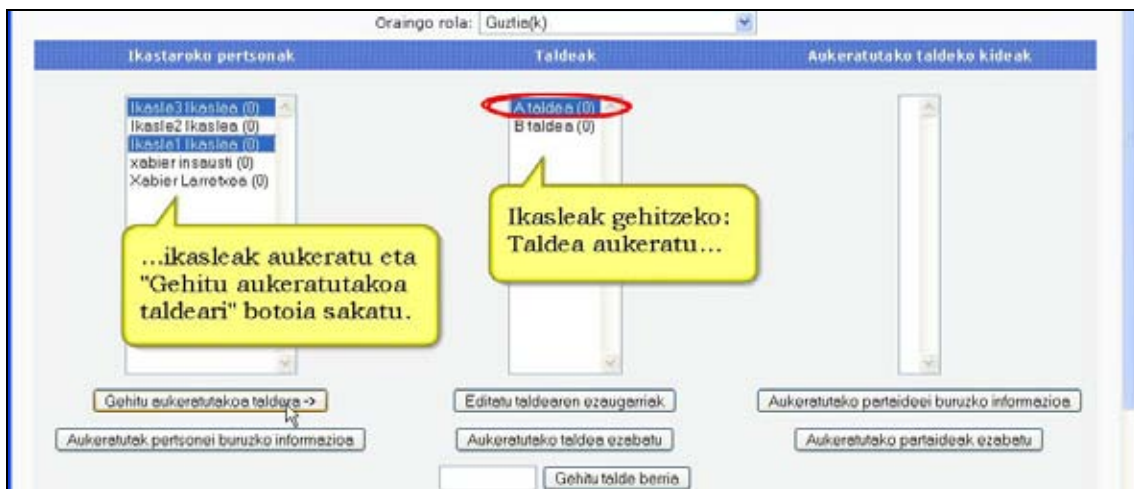 Oraingo rola: Guztia(k)
Ikastaroko pertsonak
Taldeak
Aukeratutako taldeko kideak
Ikasle3 Ikaslea (0)
Ikasle2 Ikaslea (0)
Ikasle1 Ikaslea (0)
xabier insausti (0)
Xabier Larretxea (0)
A taldea (0)
B taldea (0)
...ikasleak aukeratu eta
"Gehitu aukeratutakoa
taldeari" botoia sakatu.
Ikasleak gehitzeko:
Taldea aukeratu...
Gehitu aukeratutakoa taldera ->
Editatu taldearen ezaugarriak
Aukeratutako partaideei buruzko informazioa
Aukeratutak pertsonei buruzko informazioa
Aukeratutako taldea ezabatu
Aukeratutako partaideak ezabatu
Gehitu talde berria